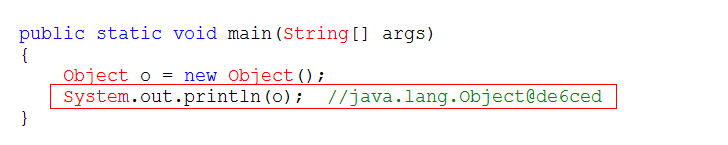 public static void main(String[] args)
{
    Object o = new Object();
    System.out.println(o);  //java.lang.Object@de6ced
}